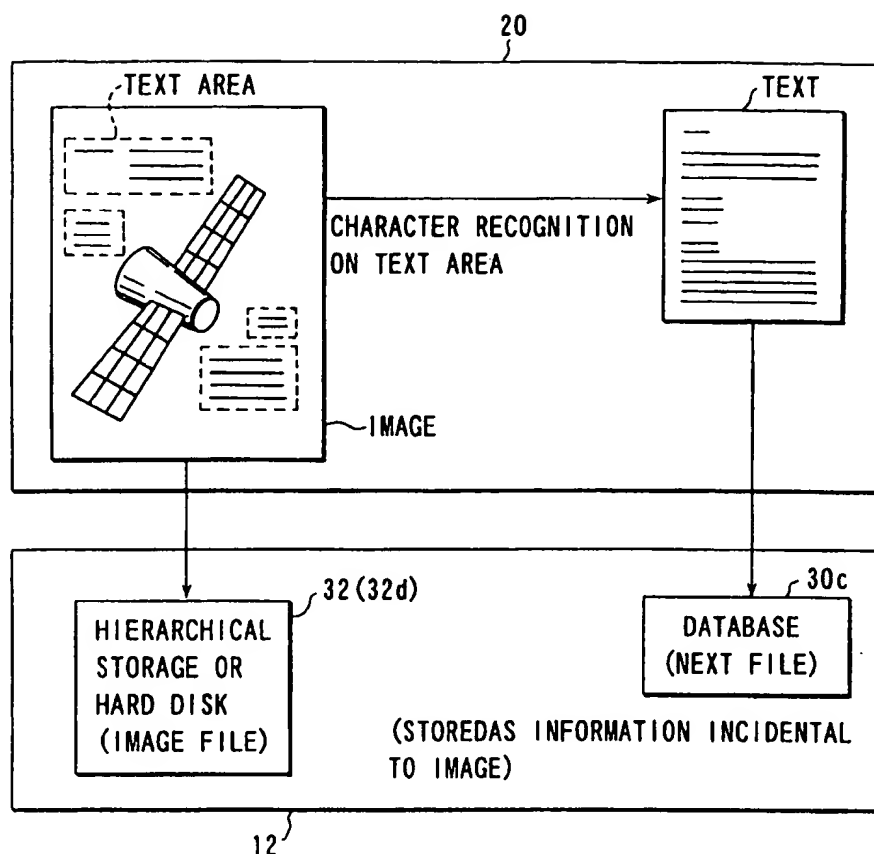 20
TEXT AREA
TEXT
CHARACTER RECOGNITION
ON TEXT AREA
IMAGE
32(32d)
HIERARCHICAL
STORAGE OR
HARD DISK
(IMAGE FILE)
30c
DATABASE
(NEXT FILE)
(STOREDAS INFORMATION INCIDENTAL
TO IMAGE)
12